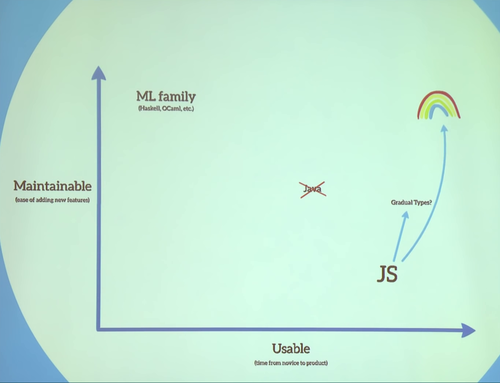 ML family
(Haskell, OCaml, etc.)
Maintainable
(ease of adding new features)
Java
Gradual Types?
JS
Usable
(time from novice to product)